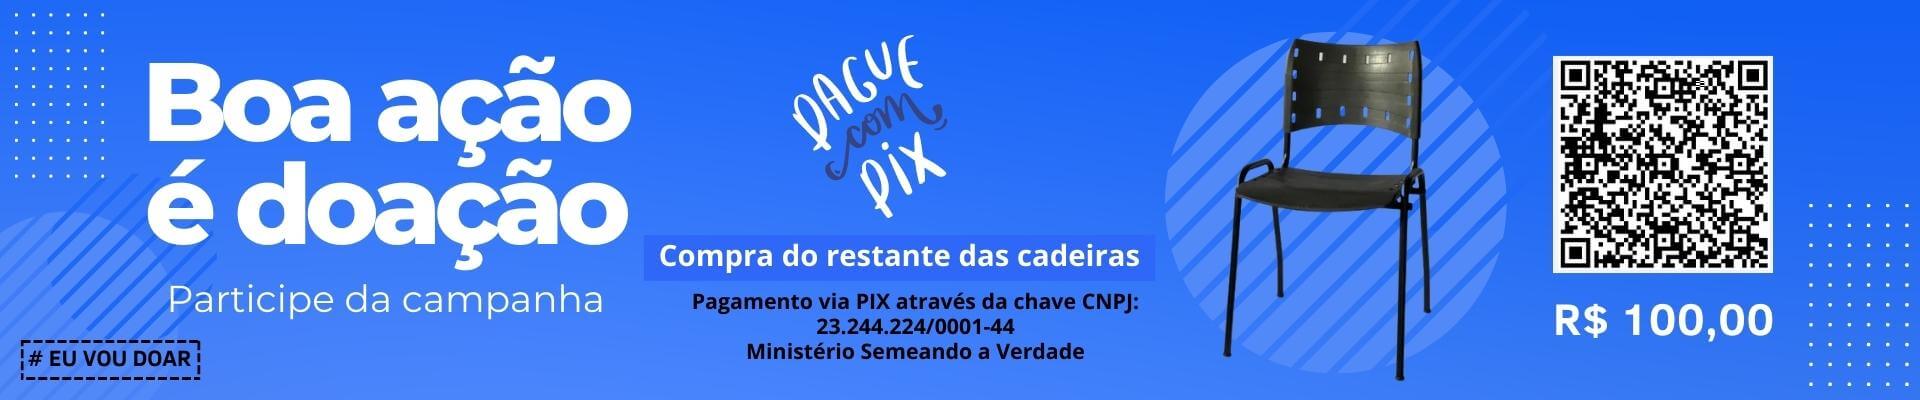 Boa ação
é doação
Participe da campanha
# EU VOU DOAR
PAGUE
com
PIX
Compra do restante das cadeiras
Pagamento via PIX através da chave CNPJ:
23.244.224/0001-44
Ministério Semeando a Verdade
R$ 100,00